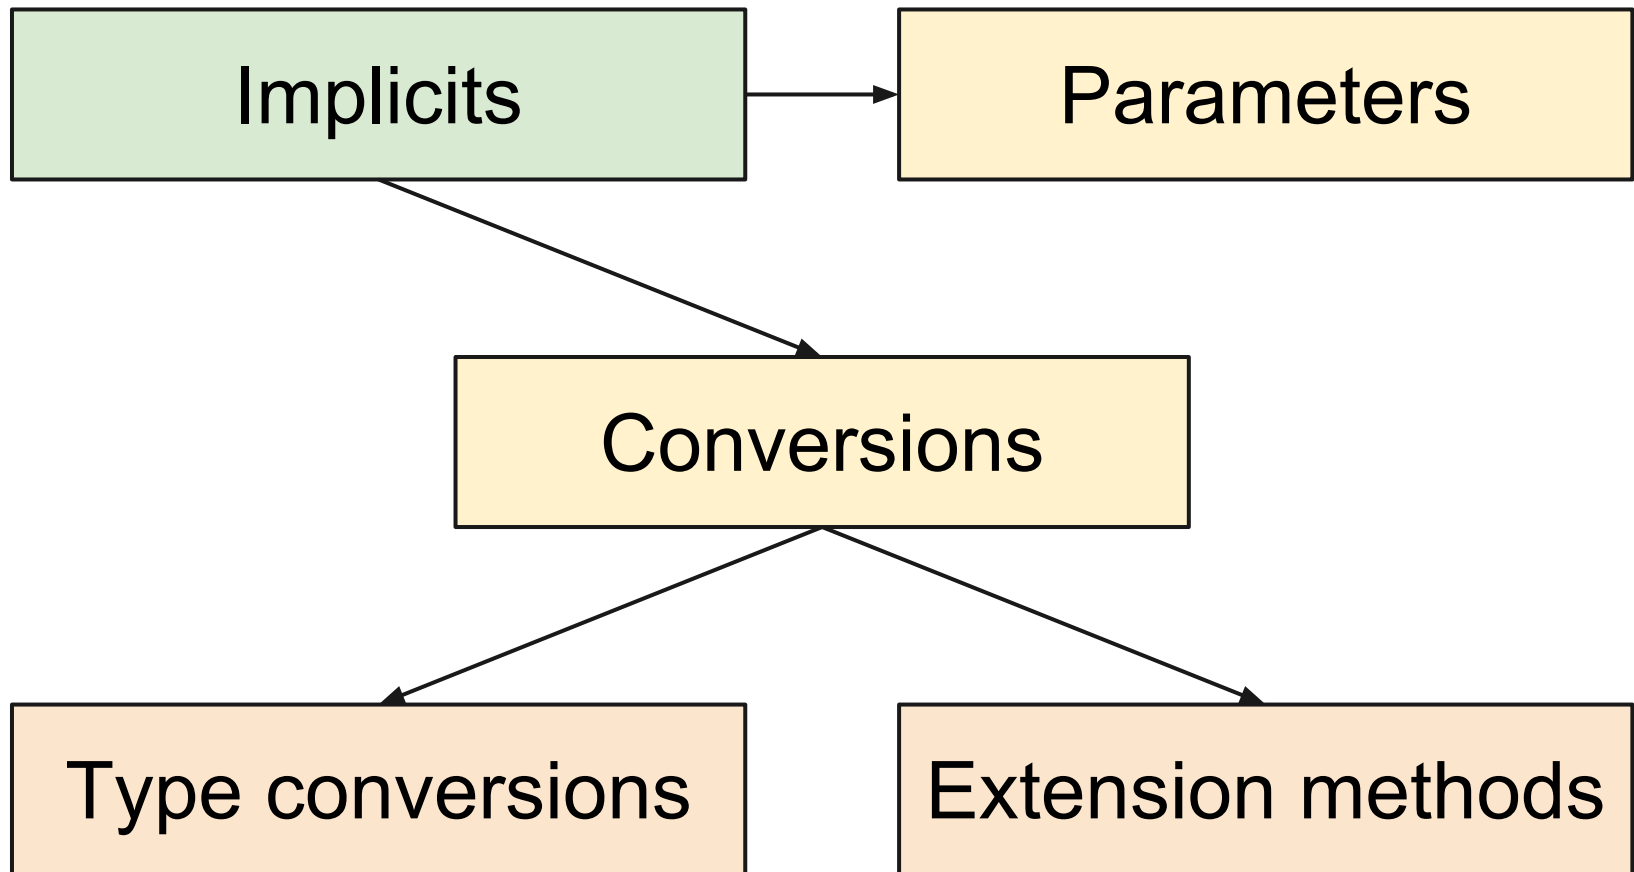 Implicits
Parameters
Conversions
Type conversions
Extension methods